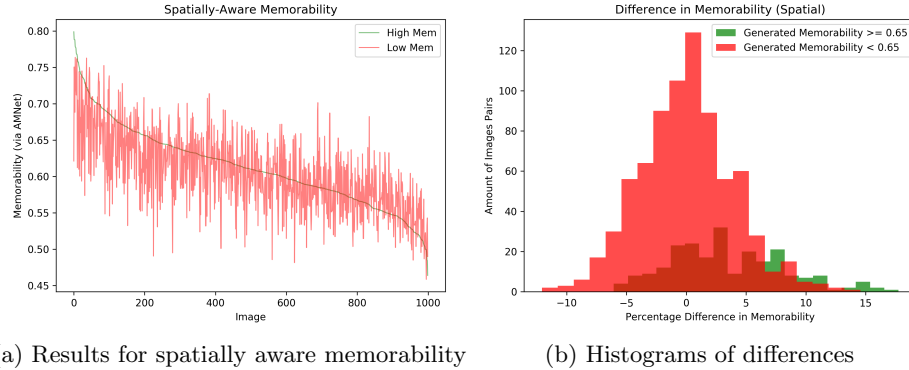 Spatially-Aware Memorability
High Mem
Low Mem
0.80
0.75
0.70
0.65
0.60
0.55
0.50
0.45
Memorability (via AMNet)
0 200 400 600 800 1000
Image
Difference in Memorability (Spatial)
Generated Memorability >= 0.65
Generated Memorability < 0.65
120
100
80
60
40
20
0
Amount of Images Pairs
−10 −5 0 5 10 15
Percentage Difference in Memorability
a) Results for spatially aware memorability
(b) Histograms of differences